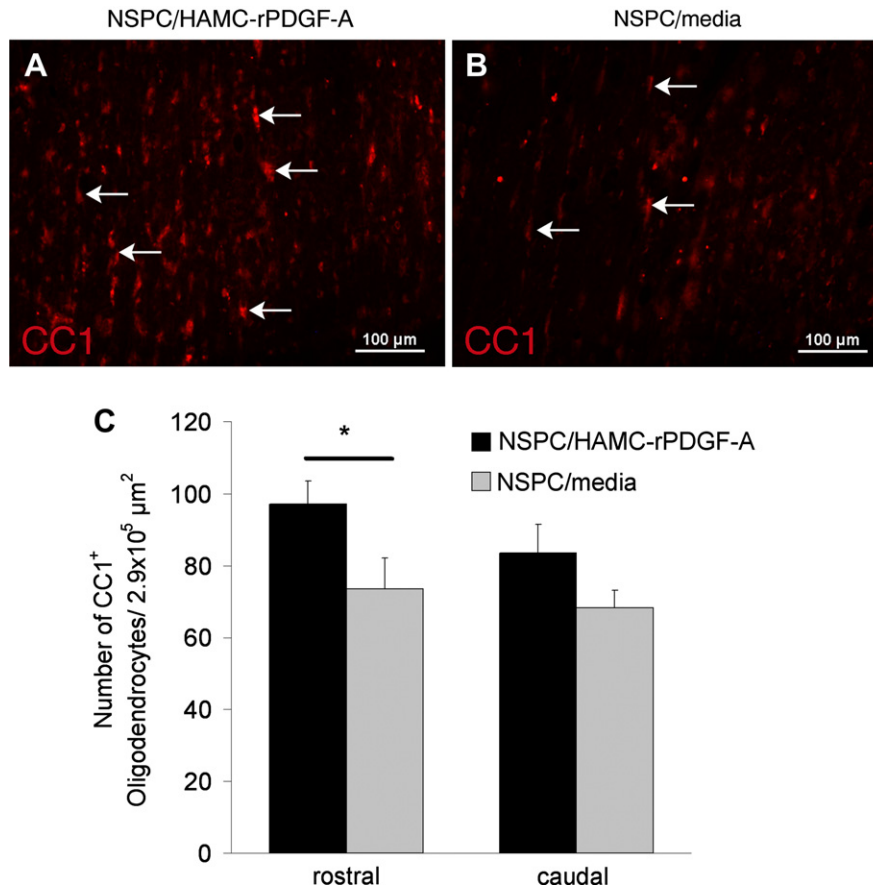 NSPC/HAMC-rPDGF-A
NSPC/media
A
B
CC1
100 µm
CC1
100 µm
C
Number of CC1⁺
Oligodendrocytes/ 2.9x10⁵ µm²
120
100
80
60
40
20
0
*
NSPC/HAMC-rPDGF-A
NSPC/media
rostral
caudal